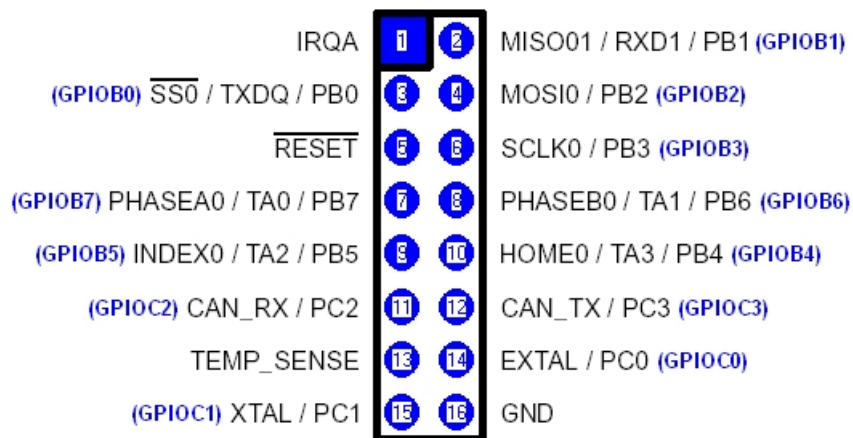 IRQA 1 2 MISO01 / RXD1 / PB1 (GPIOB1)
(GPIOB0) SS0 / TXDQ / PB0 3 4 MOSI0 / PB2 (GPIOB2)
RESET 5 6 SCLK0 / PB3 (GPIOB3)
(GPIOB7) PHASEA0 / TA0 / PB7 7 8 PHASEB0 / TA1 / PB6 (GPIOB6)
(GPIOB5) INDEX0 / TA2 / PB5 9 10 HOME0 / TA3 / PB4 (GPIOB4)
(GPIOC2) CAN_RX / PC2 11 12 CAN_TX / PC3 (GPIOC3)
TEMP_SENSE 13 14 EXTAL / PC0 (GPIOC0)
(GPIOC1) XTAL / PC1 15 16 GND